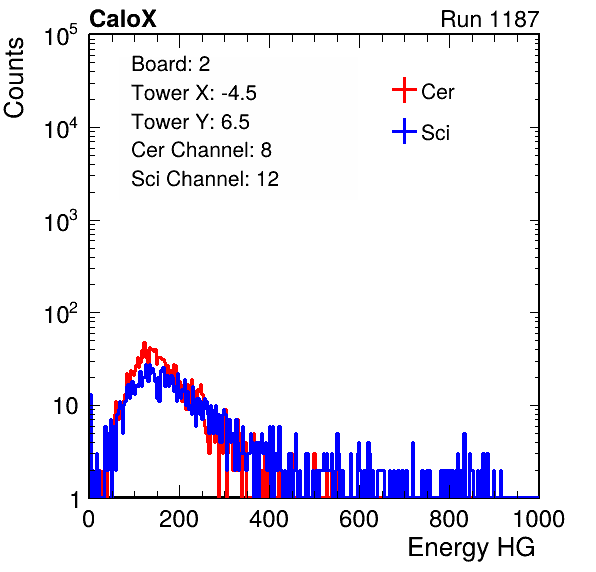 CaloX Run 1187
Counts
Board: 2
Tower X: -4.5
Tower Y: 6.5
Cer Channel: 8
Sci Channel: 12
Cer
Sci
10^5
10^4
10^3
10^2
10
1
0 200 400 600 800 1000
Energy HG